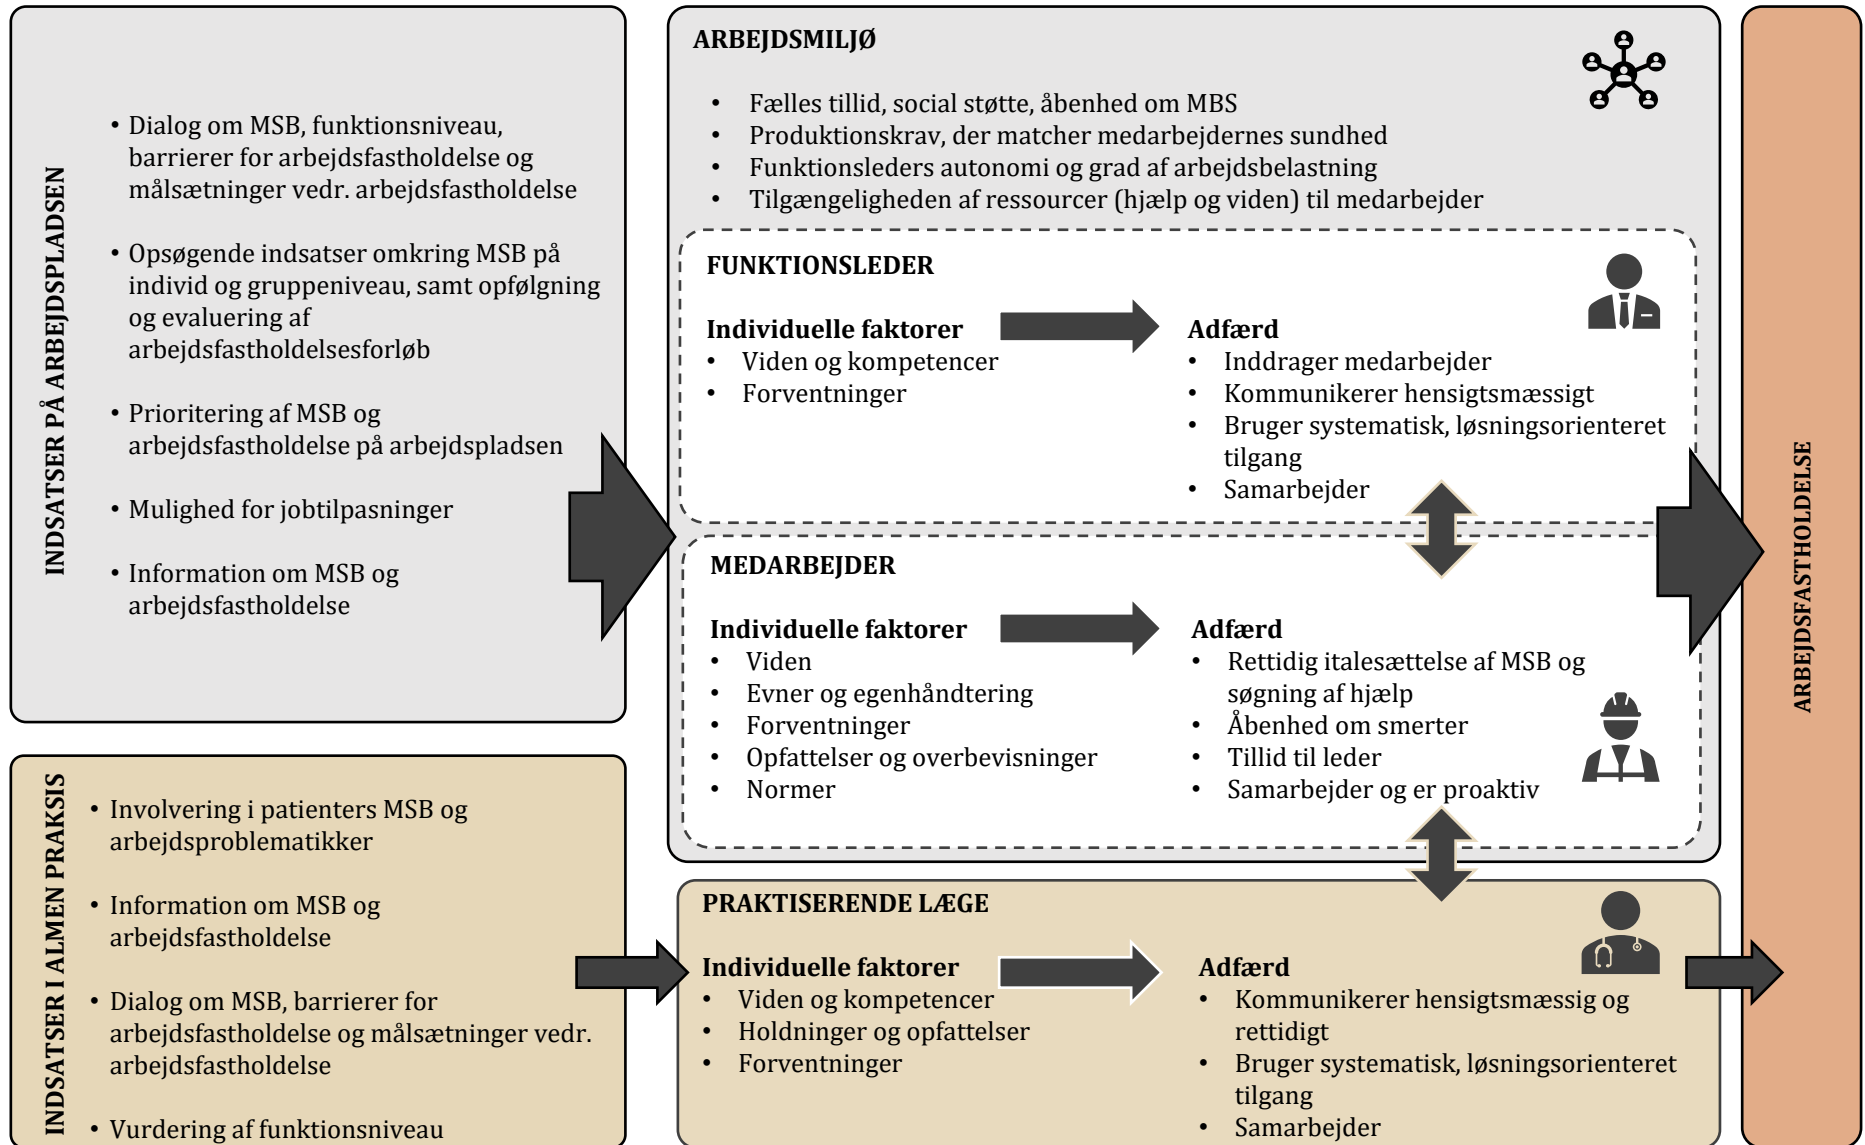 INDSATSER PÅ ARBEJDSPLADSEN
• Dialog om MSB, funktionsniveau,
barrierer for arbejdsfastholdelse og
målsætninger vedr. arbejdsfastholdelse
• Opsøgende indsatser omkring MSB på
individ og gruppeniveau, samt opfølgning
og evaluering af
arbejdsfastholdelsesforløb
• Prioritering af MSB og
arbejdsfastholdelse på arbejdspladsen
• Mulighed for jobtilpasninger
• Information om MSB og
arbejdsfastholdelse
INDSATSER I ALMEN PRAKSIS
• Involvering i patienters MSB og
arbejdsproblematikker
• Information om MSB og
arbejdsfastholdelse
• Dialog om MSB, barrierer for
arbejdsfastholdelse og målsætninger vedr.
arbejdsfastholdelse
• Vurdering af funktionsniveau
ARBEJDSMILJØ
• Fælles tillid, social støtte, åbenhed om MBS
• Produktionskrav, der matcher medarbejdernes sundhed
• Funktionsleders autonomi og grad af arbejdsbelastning
• Tilgængeligheden af ressourcer (hjælp og viden) til medarbejder
FUNKTIONSLEDER
Individuelle faktorer
• Viden og kompetencer
• Forventninger
Adfærd
• Inddrager medarbejder
• Kommunikerer hensigtsmæssigt
• Bruger systematisk, løsningsorienteret
tilgang
• Samarbejder
MEDARBEJDER
Individuelle faktorer
• Viden
• Evner og egenhåndtering
• Forventninger
• Opfattelser og overbevisninger
• Normer
Adfærd
• Rettidig italesættelse af MSB og
søgning af hjælp
• Åbenhed om smerter
• Tillid til leder
• Samarbejder og er proaktiv
PRAKTISERENDE LÆGE
Individuelle faktorer
• Viden og kompetencer
• Holdninger og opfattelser
• Forventninger
Adfærd
• Kommunikerer hensigtsmæssig og
rettidigt
• Bruger systematisk, løsningsorienteret
tilgang
• Samarbejder
ARBEJDSFASTHOLDELSE